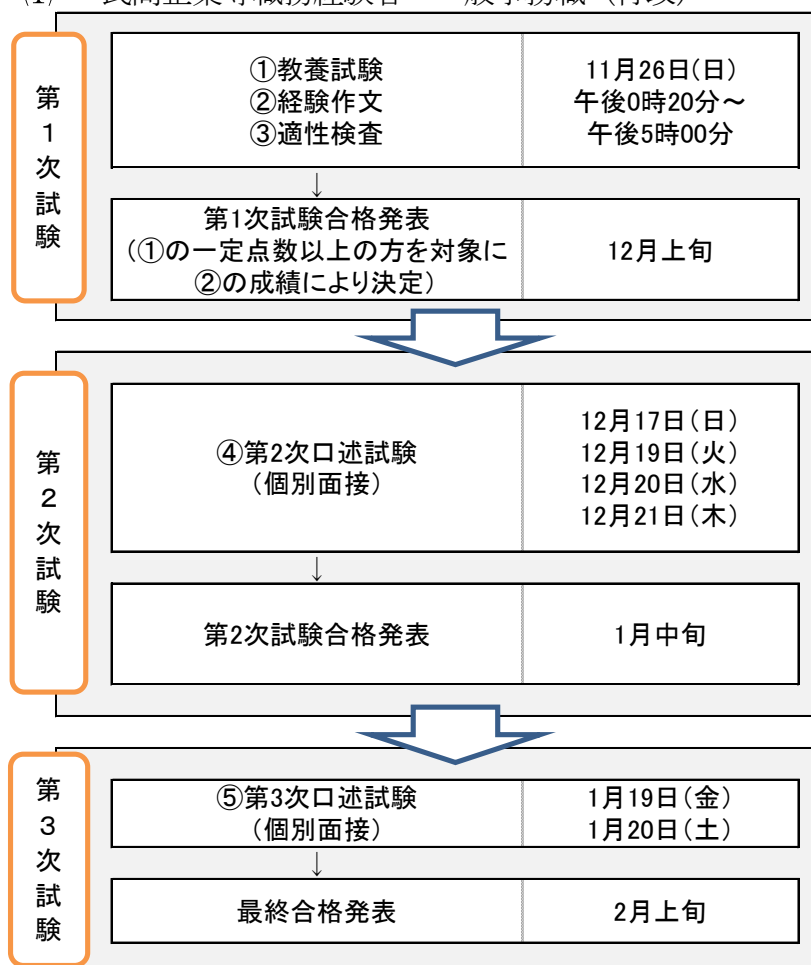 第1次試験
①教養試験
②経験作文
③適性検査
11月26日(日)
午後0時20分～
午後5時00分
↓
第1次試験合格発表
(①の一定点数以上の方を対象に
②の成績により決定)
12月上旬
第2次試験
④第2次口述試験
(個別面接)
12月17日(日)
12月19日(火)
12月20日(水)
12月21日(木)
↓
第2次試験合格発表
1月中旬
第3次試験
⑤第3次口述試験
(個別面接)
1月19日(金)
1月20日(土)
↓
最終合格発表
2月上旬